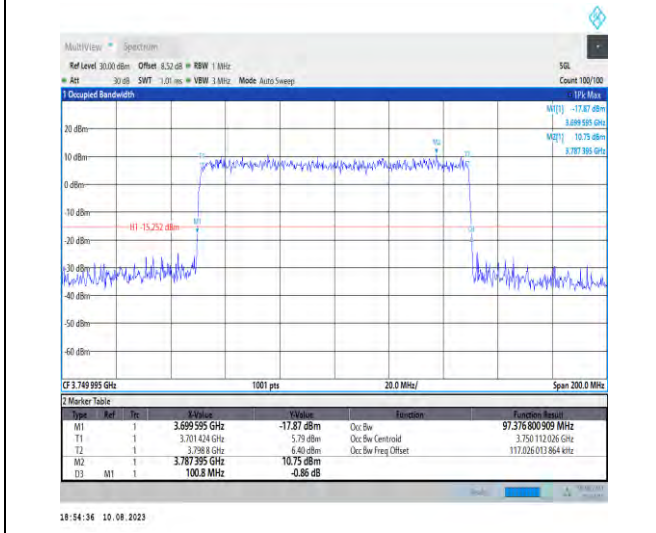 MultiView Spectrum
Ref Level 30.00 dBm Offset 8.52 dB RBW 1 MHz SGL
Att 30 dB SWT 1.01 ms VBW 3 MHz Mode Auto Sweep Count 100/100
1 Occupied Bandwidth 1Pk Max
M1[1] -17.87 dBm
3.699 595 GHz
M2[1] 10.75 dBm
3.787 395 GHz
20 dBm
M2
10 dBm
T1
0 dBm
-10 dBm
H1 -15.252 dBm
M1
-20 dBm
-30 dBm
-40 dBm
-50 dBm
-60 dBm
CF 3.749 995 GHz 1001 pts 20.0 MHz/ Span 200.0 MHz
2 Marker Table
Type Ref Trc X-Value Y-Value Function Function Result
M1 1 3.699 595 GHz -17.87 dBm Occ Bw 97.376 800 909 MHz
T1 1 3.701 424 GHz 5.79 dBm Occ Bw Centroid 3.750 112 026 GHz
T2 1 3.798 8 GHz 6.40 dBm Occ Bw Freq Offset 117.026 013 864 kHz
M2 1 3.787 395 GHz 10.75 dBm
D3 M1 1 100.8 MHz -0.86 dB
18:54:36 10.08.2023